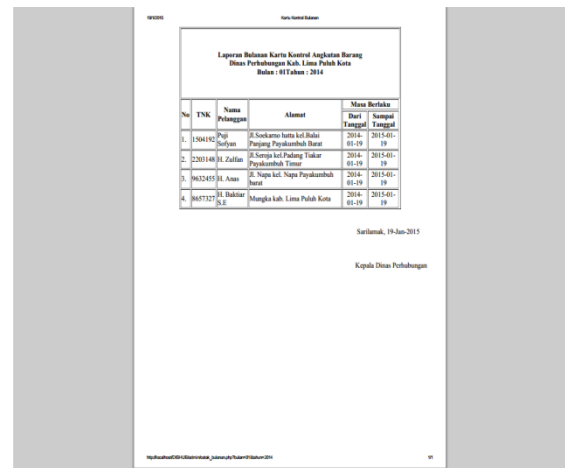 Kartu Kontrol Bulanan
Laporan Bulanan Kartu Kontrol Angkutan Barang
Dinas Perhubungan Kab. Lima Puluh Kota
Bulan : 01Tahun : 2014
No TNK Nama Pelanggan Alamat Masa Berlaku
Dari Tanggal Sampai Tanggal
1. 1504192 Puji Sofyan Jl.Soekarno hatta kel.Balai Panjang Payakumbuh Barat 2014-01-19 2015-01-19
2. 2203148 H. Zulfan Jl.Seroja kel.Padang Tiakar Payakumbuh Timur 2014-01-19 2015-01-19
3. 9632455 H. Anas Jl. Napa kel. Napa Payakumbuh barat 2014-01-19 2015-01-19
4. 8657327 H. Baktiar S.E Mungka kab. Lima Puluh Kota 2014-01-19 2015-01-19
Sarilamak, 19-Jan-2015
Kepala Dinas Perhubungan
1/1